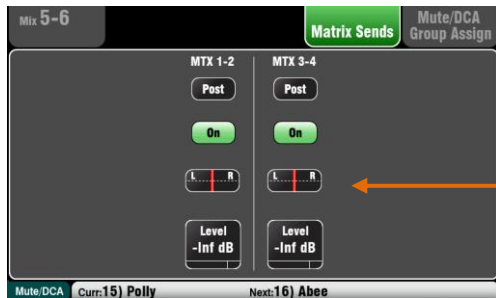 Mix 5-6
Matrix Sends
Mute/DCA
Group Assign
MTX 1-2
MTX 3-4
Post
Post
On
On
L R
L R
Level
-Inf dB
Level
-Inf dB
Mute/DCA Curr:15) Polly Next:16) Abee